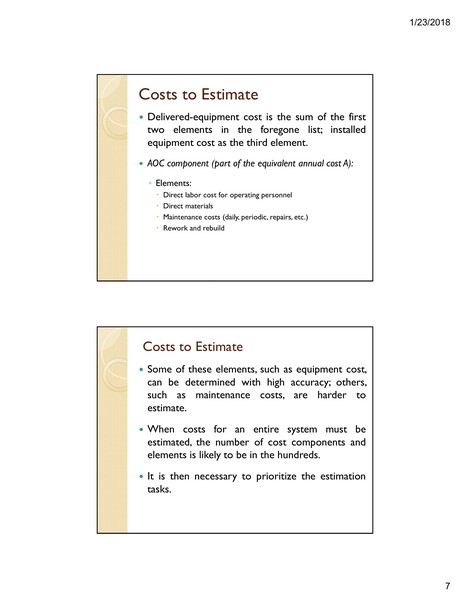 1/23/2018
Costs to Estimate
Delivered-equipment cost is the sum of the first
two elements in the foregone list; installed
equipment cost as the third element.
AOC component (part of the equivalent annual cost A):
Elements:
Direct labor cost for operating personnel
Direct materials
Maintenance costs (daily, periodic, repairs, etc.)
Rework and rebuild
Costs to Estimate
Some of these elements, such as equipment cost,
can be determined with high accuracy; others,
such as maintenance costs, are harder to
estimate.
When costs for an entire system must be
estimated, the number of cost components and
elements is likely to be in the hundreds.
It is then necessary to prioritize the estimation
tasks.
7